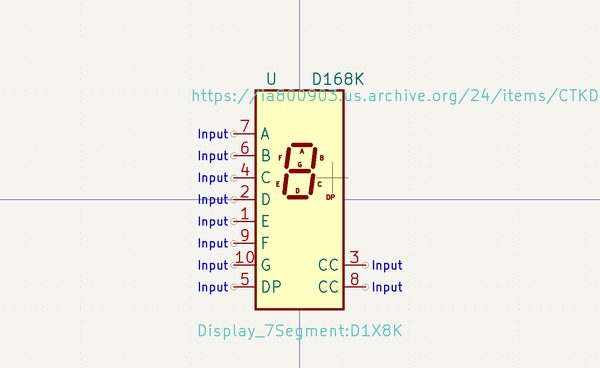 U D168K
https://ia800903.us.archive.org/24/items/CTKD
Input 7 A
Input 6 B
Input 4 C
Input 2 D
Input 1 E
Input 9 F
Input 10 G CC 3 Input
Input 5 DP CC 8 Input
A
F B
G
E C
D
DP
Display_7Segment:D1X8K